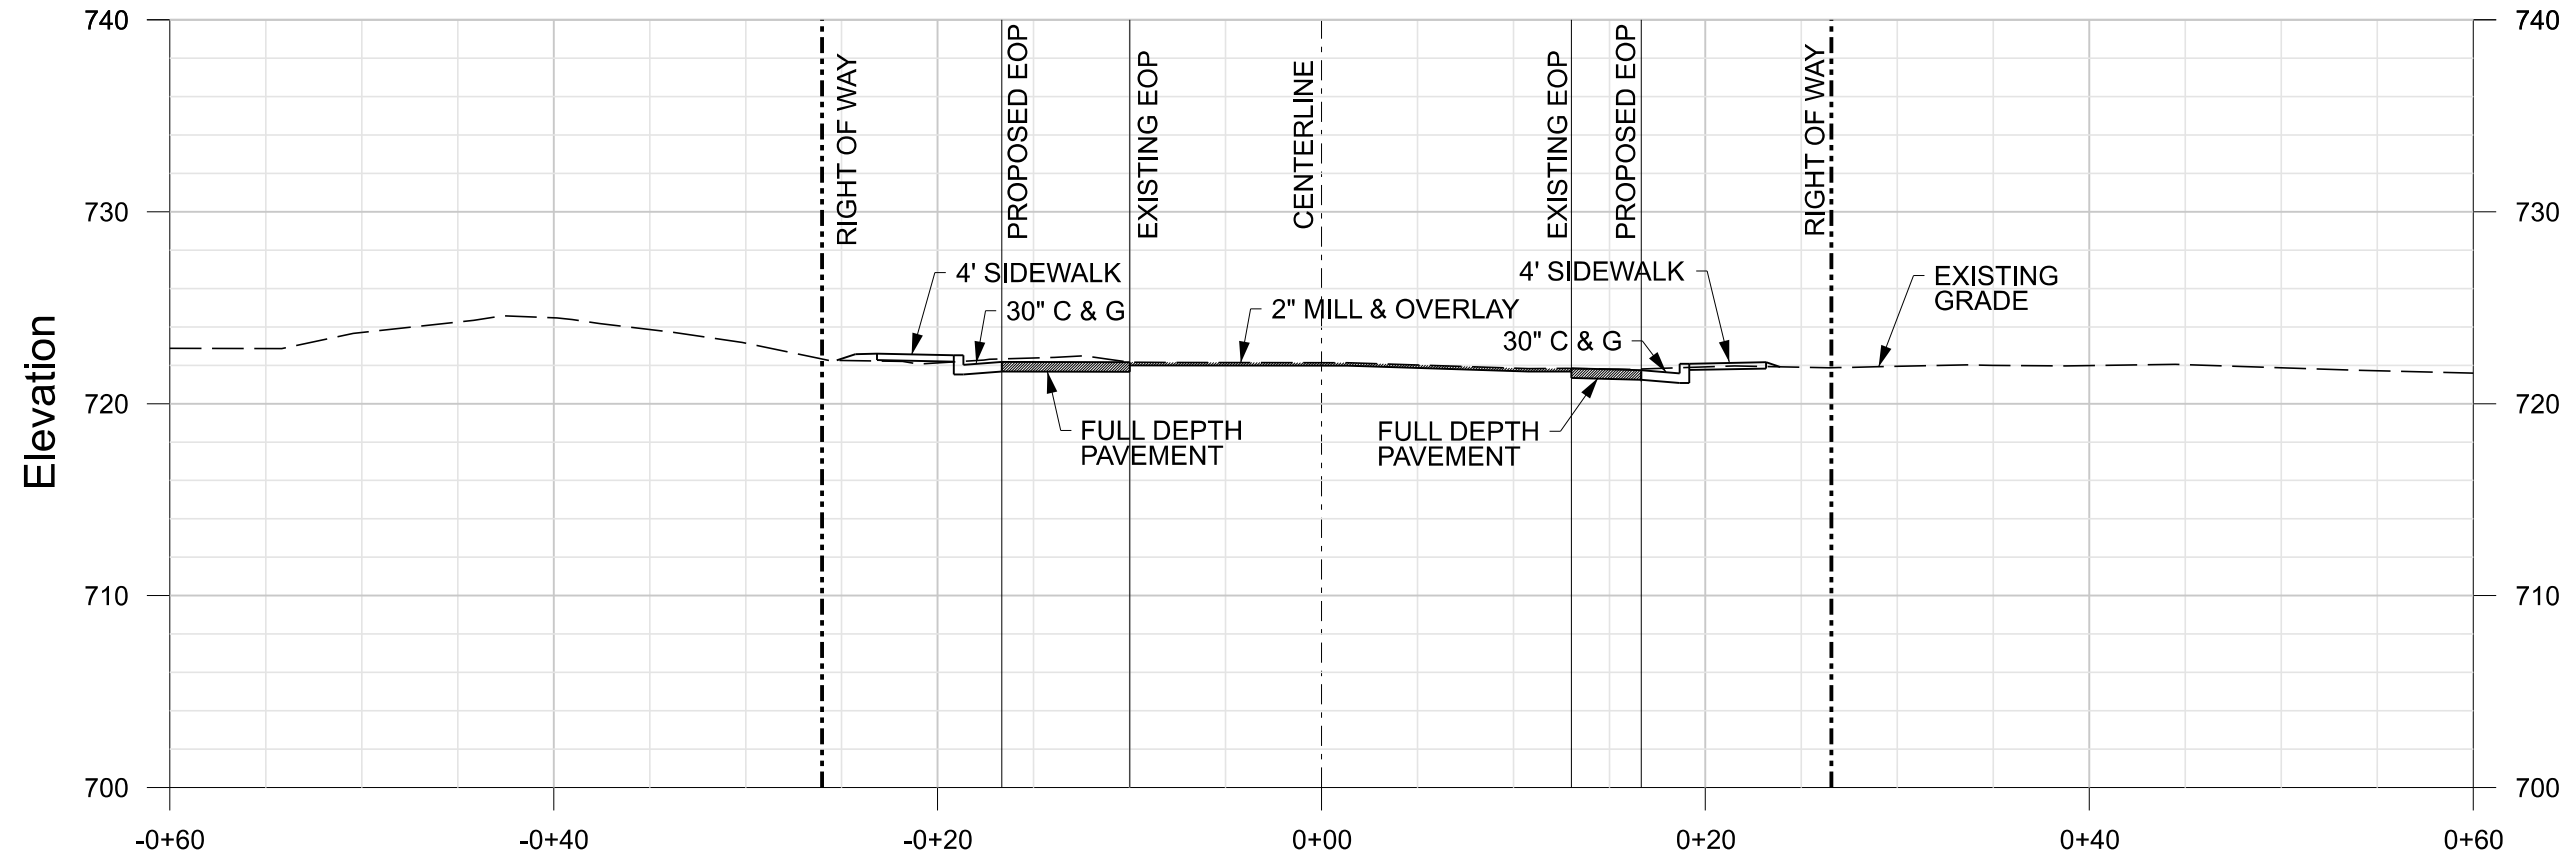 740
740
RIGHT OF WAY
PROPOSED EOP
EXISTING EOP
CENTERLINE
EXISTING EOP
PROPOSED EOP
RIGHT OF WAY
730
730
4' SIDEWALK
4' SIDEWALK
EXISTING
GRADE
30" C & G
2" MILL & OVERLAY
30" C & G
Elevation
720
720
FULL DEPTH
PAVEMENT
FULL DEPTH
PAVEMENT
710
710
700
700
-0+60
-0+40
-0+20
0+00
0+20
0+40
0+60